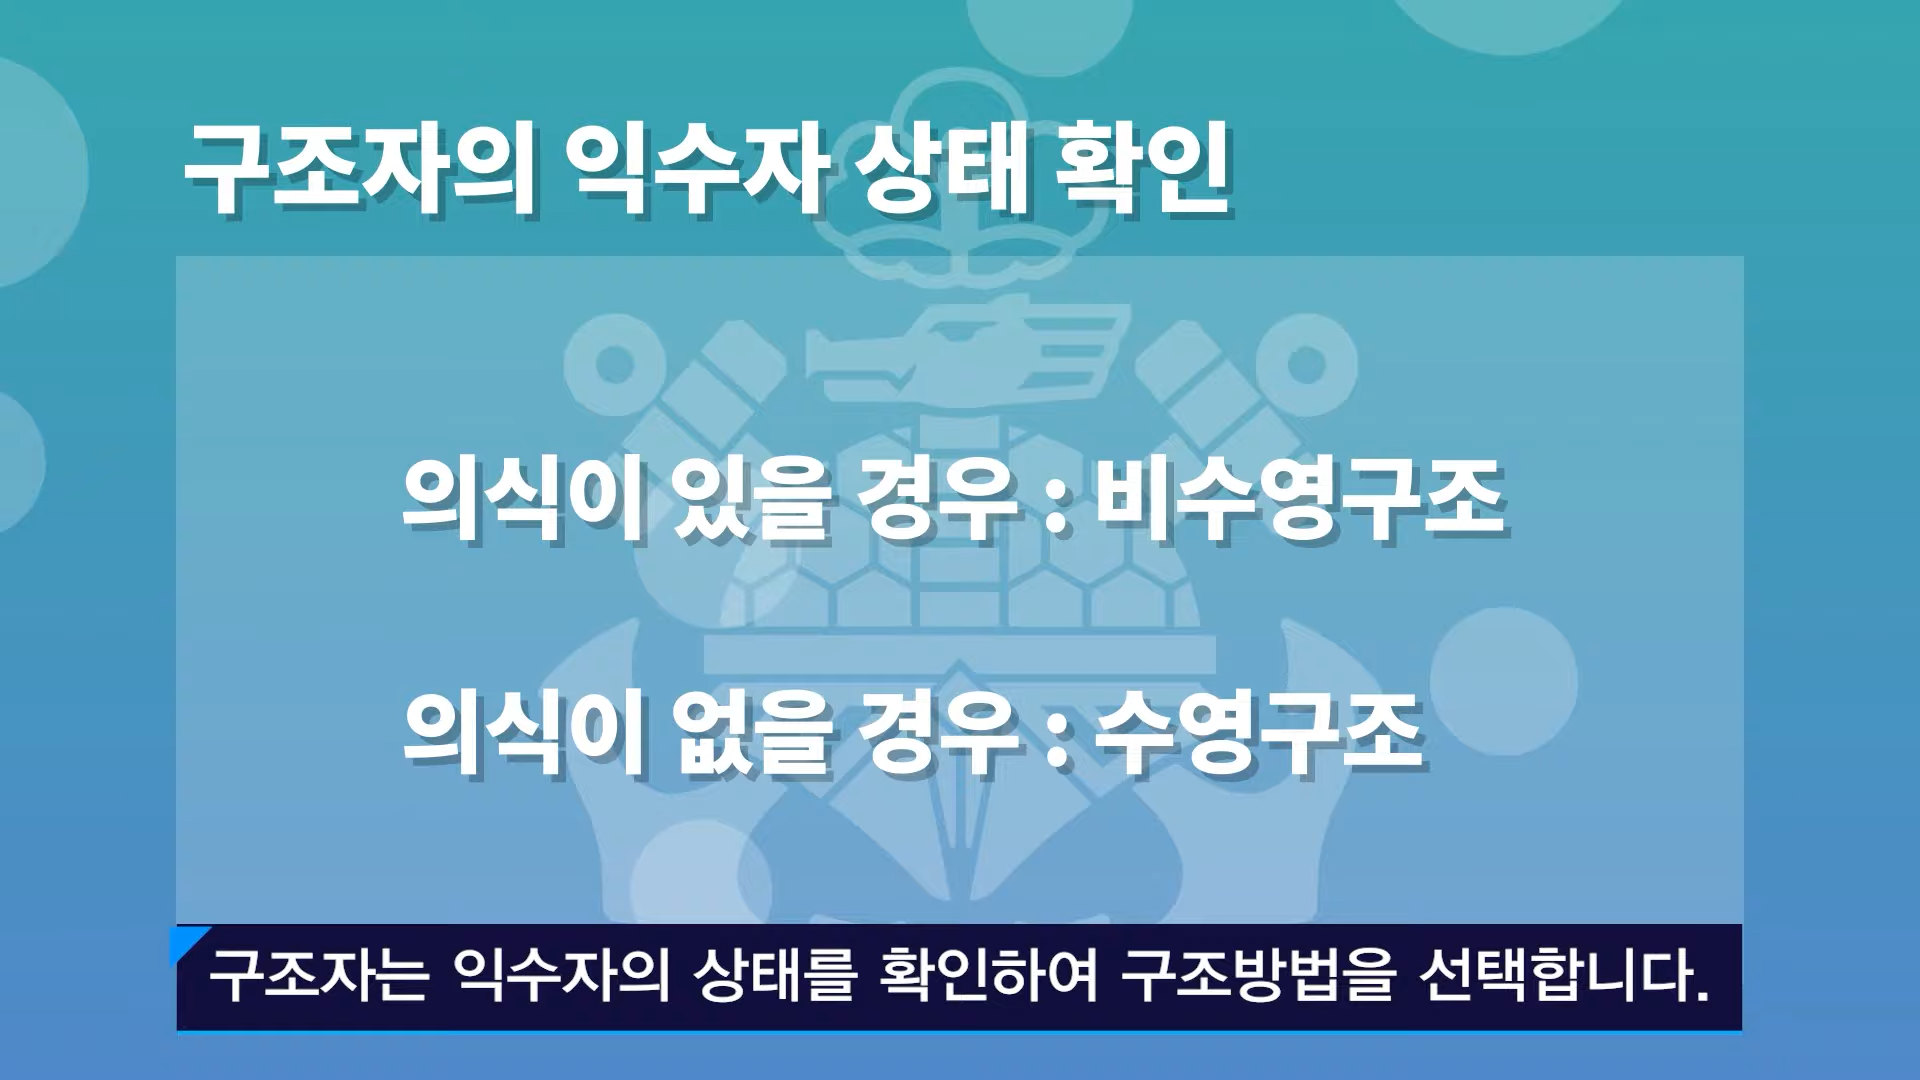 구조자의 익수자 상태 확인
의식이 있을 경우 : 비수영구조
의식이 없을 경우 : 수영구조
구조자는 익수자의 상태를 확인하여 구조방법을 선택합니다.